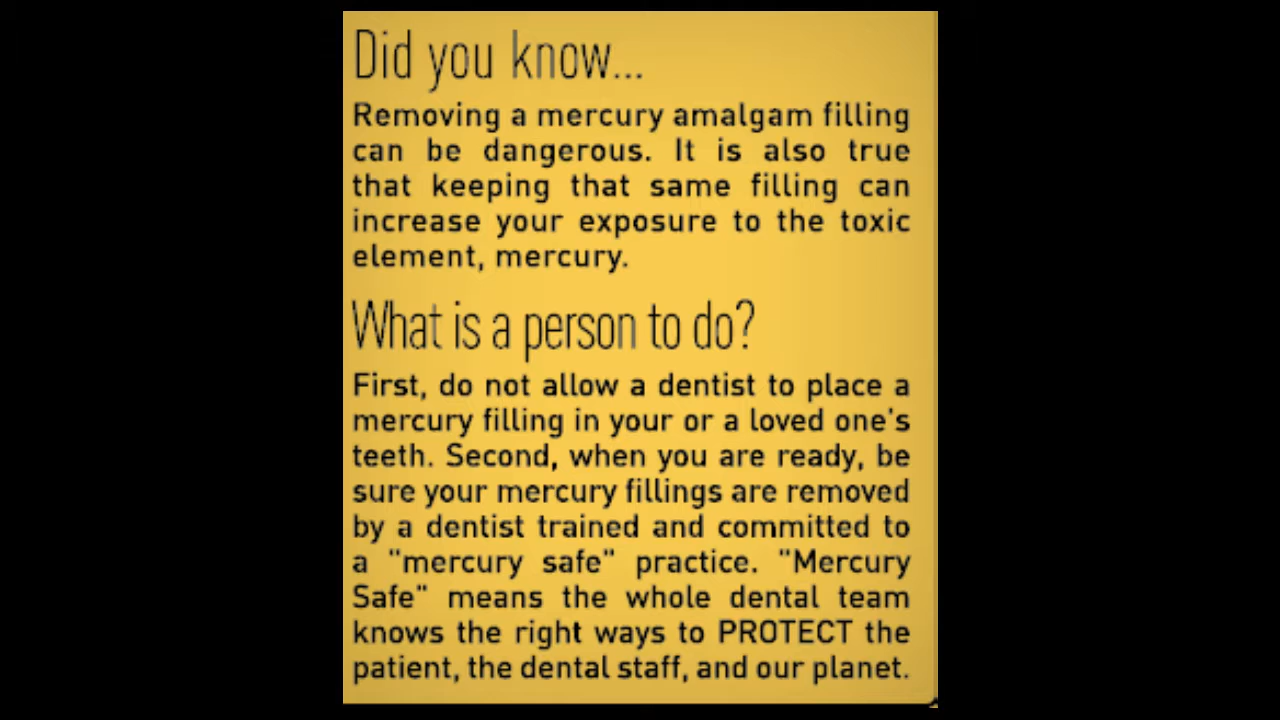 Did you know...
Removing a mercury amalgam filling
can be dangerous. It is also true
that keeping that same filling can
increase your exposure to the toxic
element, mercury.
What is a person to do?
First, do not allow a dentist to place a
mercury filling in your or a loved one's
teeth. Second, when you are ready, be
sure your mercury fillings are removed
by a dentist trained and committed to
a "mercury safe" practice. "Mercury
Safe" means the whole dental team
knows the right ways to PROTECT the
patient, the dental staff, and our planet.